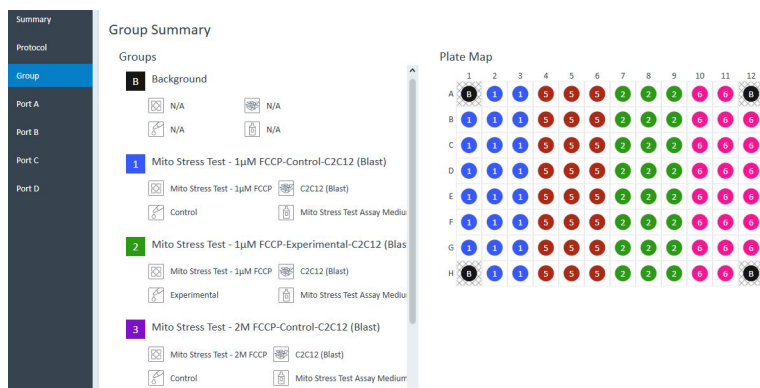 Summary
Protocol
Group
Port A
Port B
Port C
Port D
Group Summary
Groups
B Background
N/A N/A
N/A N/A
1 Mito Stress Test - 1µM FCCP-Control-C2C12 (Blast)
Mito Stress Test - 1µM FCCP C2C12 (Blast)
Control Mito Stress Test Assay Mediu
2 Mito Stress Test - 1µM FCCP-Experimental-C2C12 (Blas
Mito Stress Test - 1µM FCCP C2C12 (Blast)
Experimental Mito Stress Test Assay Mediu
3 Mito Stress Test - 2M FCCP-Control-C2C12 (Blast)
Mito Stress Test - 2M FCCP C2C12 (Blast)
Control Mito Stress Test Assay Medium
Plate Map
1 2 3 4 5 6 7 8 9 10 11 12
A B 1 1 5 5 5 2 2 2 6 6 B
B 1 1 1 5 5 5 2 2 2 6 6 6
C 1 1 1 5 5 5 2 2 2 6 6 6
D 1 1 1 5 5 5 2 2 2 6 6 6
E 1 1 1 5 5 5 2 2 2 6 6 6
F 1 1 1 5 5 5 2 2 2 6 6 6
G 1 1 1 5 5 5 2 2 2 6 6 6
H B 1 1 5 5 5 2 2 2 6 6 B